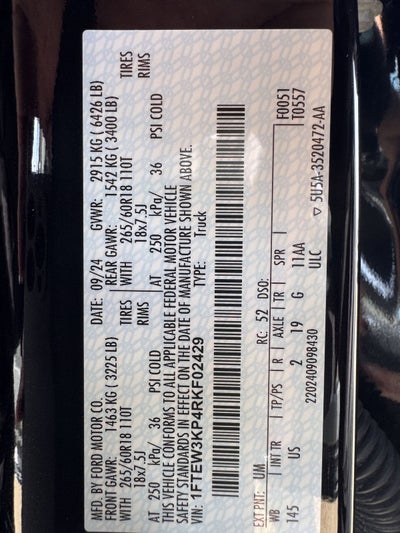 MFD. BY FORD MOTOR CO.
DATE: 09/24
GVWR: 2915 KG ( 6426 LB)
FRONT GAWR: 1463 KG ( 3225 LB)
REAR GAWR: 1542 KG ( 3400 LB)
WITH 265/60R18 110T TIRES
WITH 265/60R18 110T TIRES
18x7.5J RIMS
18x7.5J RIMS
AT 250 kPa/ 36 PSI COLD
AT 250 kPa/ 36 PSI COLD
THIS VEHICLE CONFORMS TO ALL APPLICABLE FEDERAL MOTOR VEHICLE
SAFETY STANDARDS IN EFFECT ON THE DATE OF MANUFACTURE SHOWN ABOVE.
VIN: 1FTEW3KP4RKF02429
TYPE: Truck
F0051
T0557
EXT PNT: UM
RC: 52
DSO:
WB
INT TR
TP/PS
R
AXLE
TR
SPR
145
US
2
19
G
11AA
ULC
2202409098430
▽ 5U5A-3520472-AA